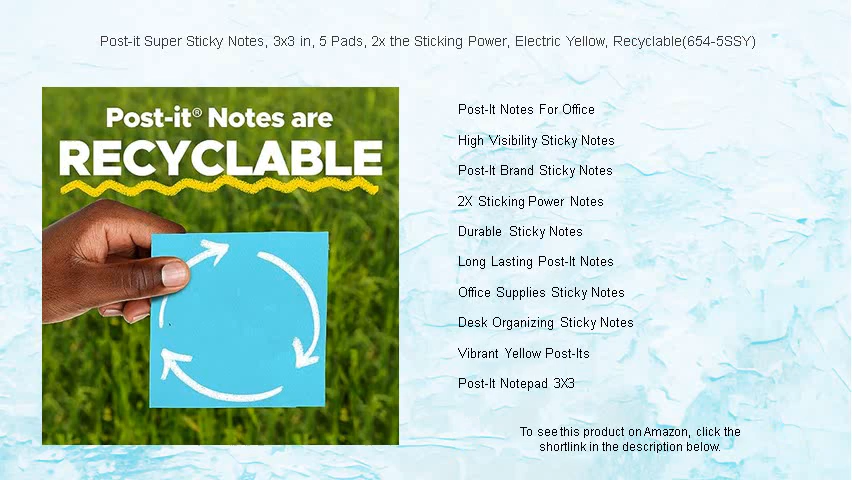 Post-it Super Sticky Notes, 3x3 in, 5 Pads, 2x the Sticking Power, Electric Yellow, Recyclable(654-5SSY)
Post-it® Notes are
RECYCLABLE
Post-It Notes For Office
High Visibility Sticky Notes
Post-It Brand Sticky Notes
2X Sticking Power Notes
Durable Sticky Notes
Long Lasting Post-It Notes
Office Supplies Sticky Notes
Desk Organizing Sticky Notes
Vibrant Yellow Post-Its
Post-It Notepad 3X3
To see this product on Amazon, click the
shortlink in the description below.